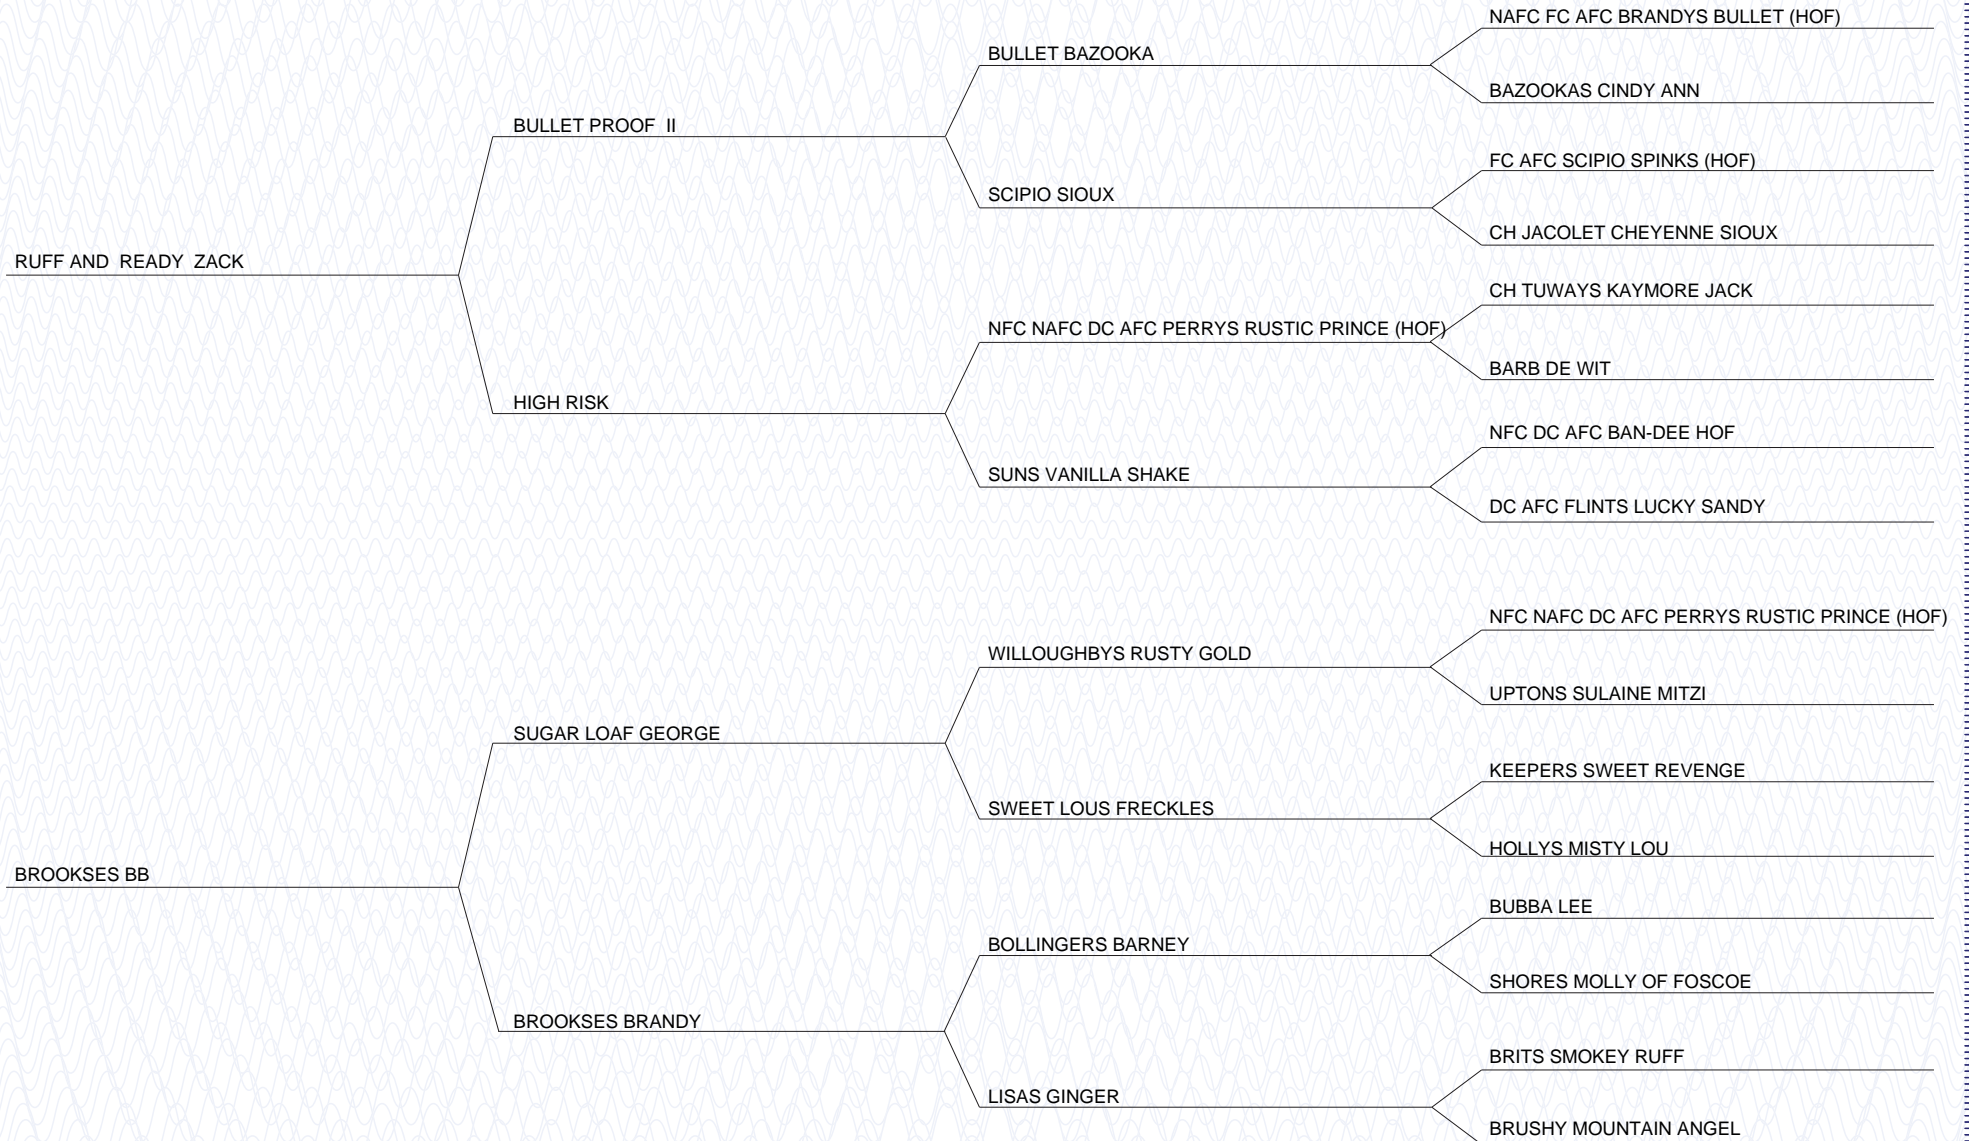 NAFC FC AFC BRANDYS BULLET (HOF)
BULLET BAZOOKA
BAZOOKAS CINDY ANN
BULLET PROOF  II
FC AFC SCIPIO SPINKS (HOF)
SCIPIO SIOUX
CH JACOLET CHEYENNE SIOUX
RUFF AND  READY  ZACK
CH TUWAYS KAYMORE JACK
NFC NAFC DC AFC PERRYS RUSTIC PRINCE (HOF)
BARB DE WIT
HIGH RISK
NFC DC AFC BAN-DEE HOF
SUNS VANILLA SHAKE
DC AFC FLINTS LUCKY SANDY
NFC NAFC DC AFC PERRYS RUSTIC PRINCE (HOF)
WILLOUGHBYS RUSTY GOLD
UPTONS SULAINE MITZI
SUGAR LOAF GEORGE
KEEPERS SWEET REVENGE
SWEET LOUS FRECKLES
HOLLYS MISTY LOU
BROOKSES BB
BUBBA LEE
BOLLINGERS BARNEY
SHORES MOLLY OF FOSCOE
BROOKSES BRANDY
BRITS SMOKEY RUFF
LISAS GINGER
BRUSHY MOUNTAIN ANGEL